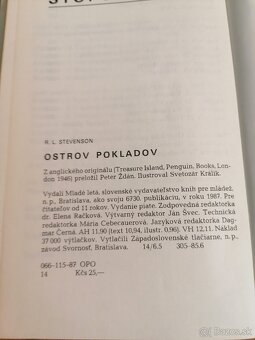 R. L. STEVENSON
OSTROV POKLADOV
Z anglického originálu (Treasure Island, Penguin, Books, Lon-
don 1946) preložil Peter Ždán. Ilustroval Svetozár Králik.
Vydali Mladé letá, slovenské vydavateľstvo kníh pre mládež,
n. p., Bratislava, ako svoju 6730. publikáciu, v roku 1987. Pre
čitateľov od 11 rokov. Vydanie piate. Zodpovedná redaktorka
dr. Elena Račková. Výtvarný redaktor Ján Švec. Technická
redaktorka Mária Cebecauerová. Jazyková redaktorka Dag-
mar Černá. AH 11,90 (text 10,94, ilustr. 0,96). VH 12,11. Náklad
37 000 výtlačkov. Vytlačili Západoslovenské tlačiarne, n. p.,
závod Svornosť, Bratislava. 14/6.5 305-85.6
066-115-87 OPO
14 Kčs 25,—
bazos.sk